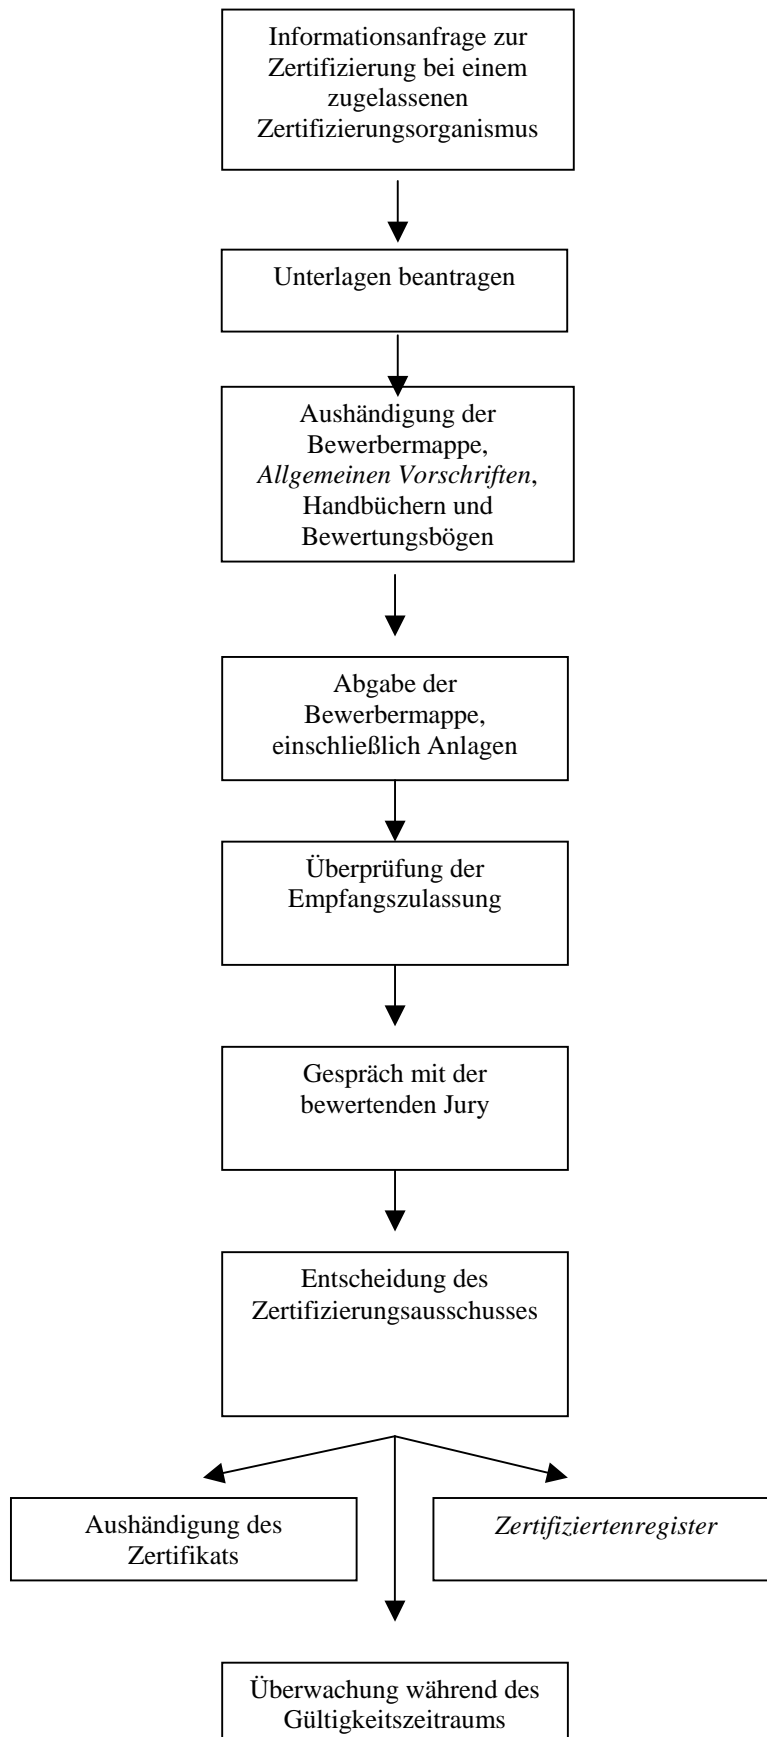 Informationsanfrage zur
Zertifizierung bei einem
zugelassenen
Zertifizierungsorganismus
Unterlagen beantragen
Aushändigung der
Bewerbermappe,
Allgemeinen Vorschriften,
Handbüchern und
Bewertungsbögen
Abgabe der
Bewerbermappe,
einschließlich Anlagen
Überprüfung der
Empfangszulassung
Gespräch mit der
bewertenden Jury
Entscheidung des
Zertifizierungsausschusses
Aushändigung des
Zertifikats
Zertifiziertenregister
Überwachung während des
Gültigkeitszeitraums